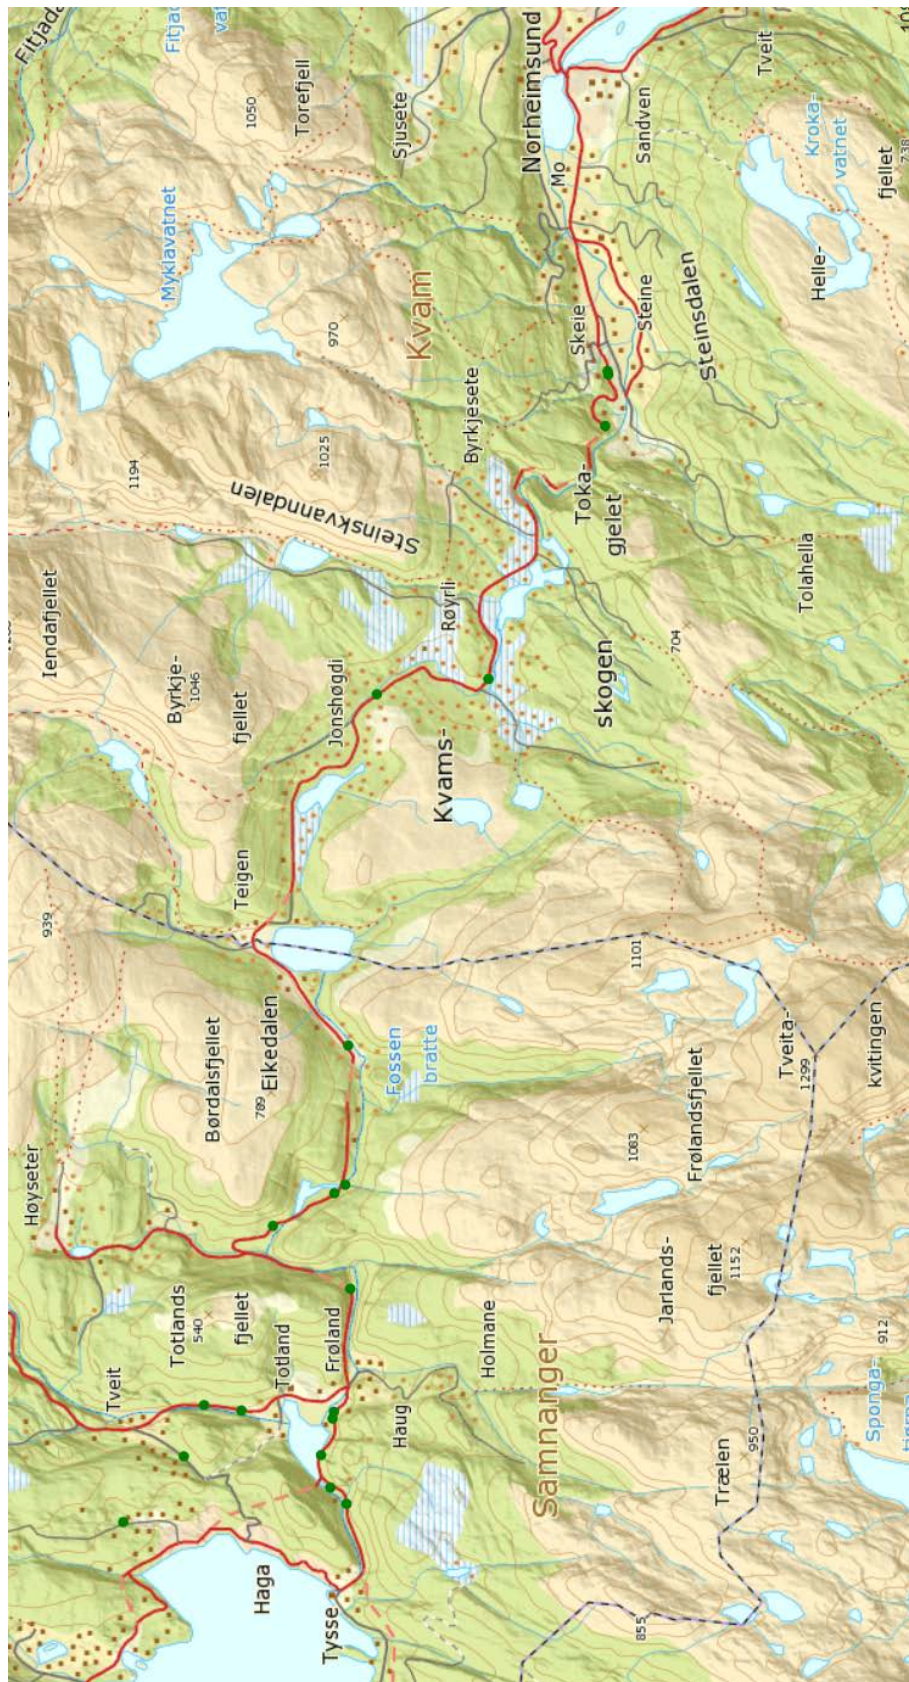 Høyseter
939
Iendafjellet
Fitjada
Tveit
1194
Haga
Totlands
540
fjellet
Byrkje-
1046
fjellet
Myklavatnet
Fitjad
vat
Børdalsfjellet
789
Eikedalen
Teigen
Steinskvanndalen
1050
Torefjell
Totland
Tysse
Frøland
Jonshøgdi
1025
970
Haug
Fossen
bratte
Kvam
Sjusete
Røyrli
Kvams-
skogen
Byrkjesete
Holmane
Samnanger
Norheimsund
Mo
Toka-
gjelet
Skeie
Steine
Sandven
855
1083
1101
704
Jarlands-
fjellet
1152
Frølandsfjellet
Steinsdalen
Trælen
950
Tveita-
1299
kvitingen
Tolahella
Tveit
Helle-
fjellet
738
Kroka-
vatnet
912
Sponga-